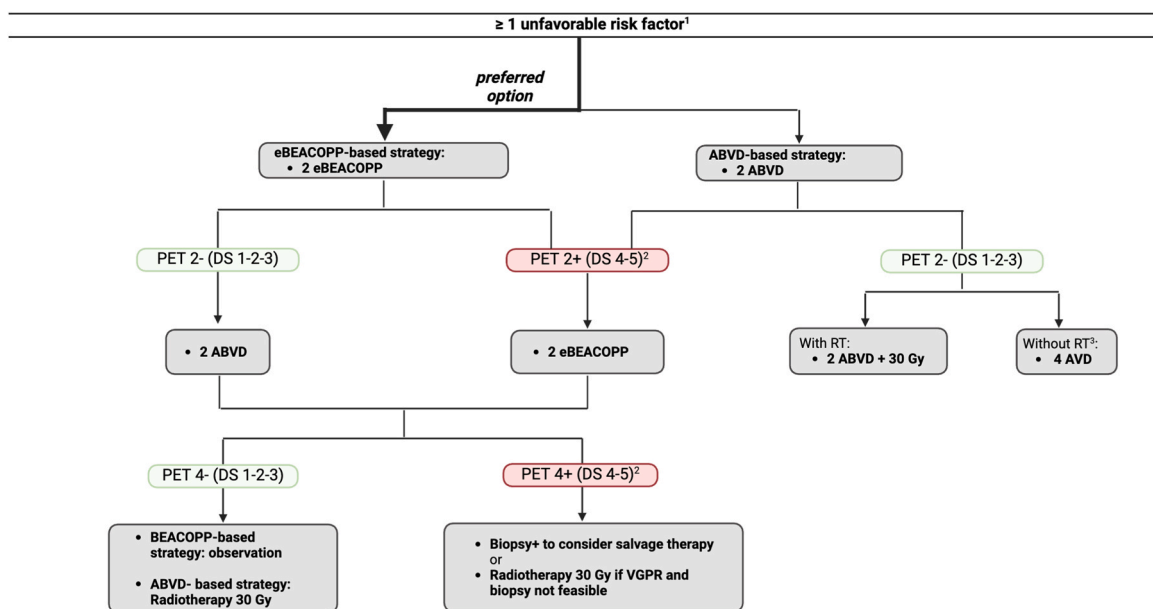 ≥ 1 unfavorable risk factor¹
preferred
option
eBEACOPP-based strategy:
• 2 eBEACOPP
ABVD-based strategy:
• 2 ABVD
PET 2- (DS 1-2-3)
PET 2+ (DS 4-5)²
PET 2- (DS 1-2-3)
• 2 ABVD
• 2 eBEACOPP
With RT:
• 2 ABVD + 30 Gy
Without RT³:
• 4 AVD
PET 4- (DS 1-2-3)
PET 4+ (DS 4-5)²
• BEACOPP-based
strategy: observation
• ABVD- based strategy:
Radiotherapy 30 Gy
• Biopsy+ to consider salvage therapy
or
• Radiotherapy 30 Gy if VGPR and
biopsy not feasible